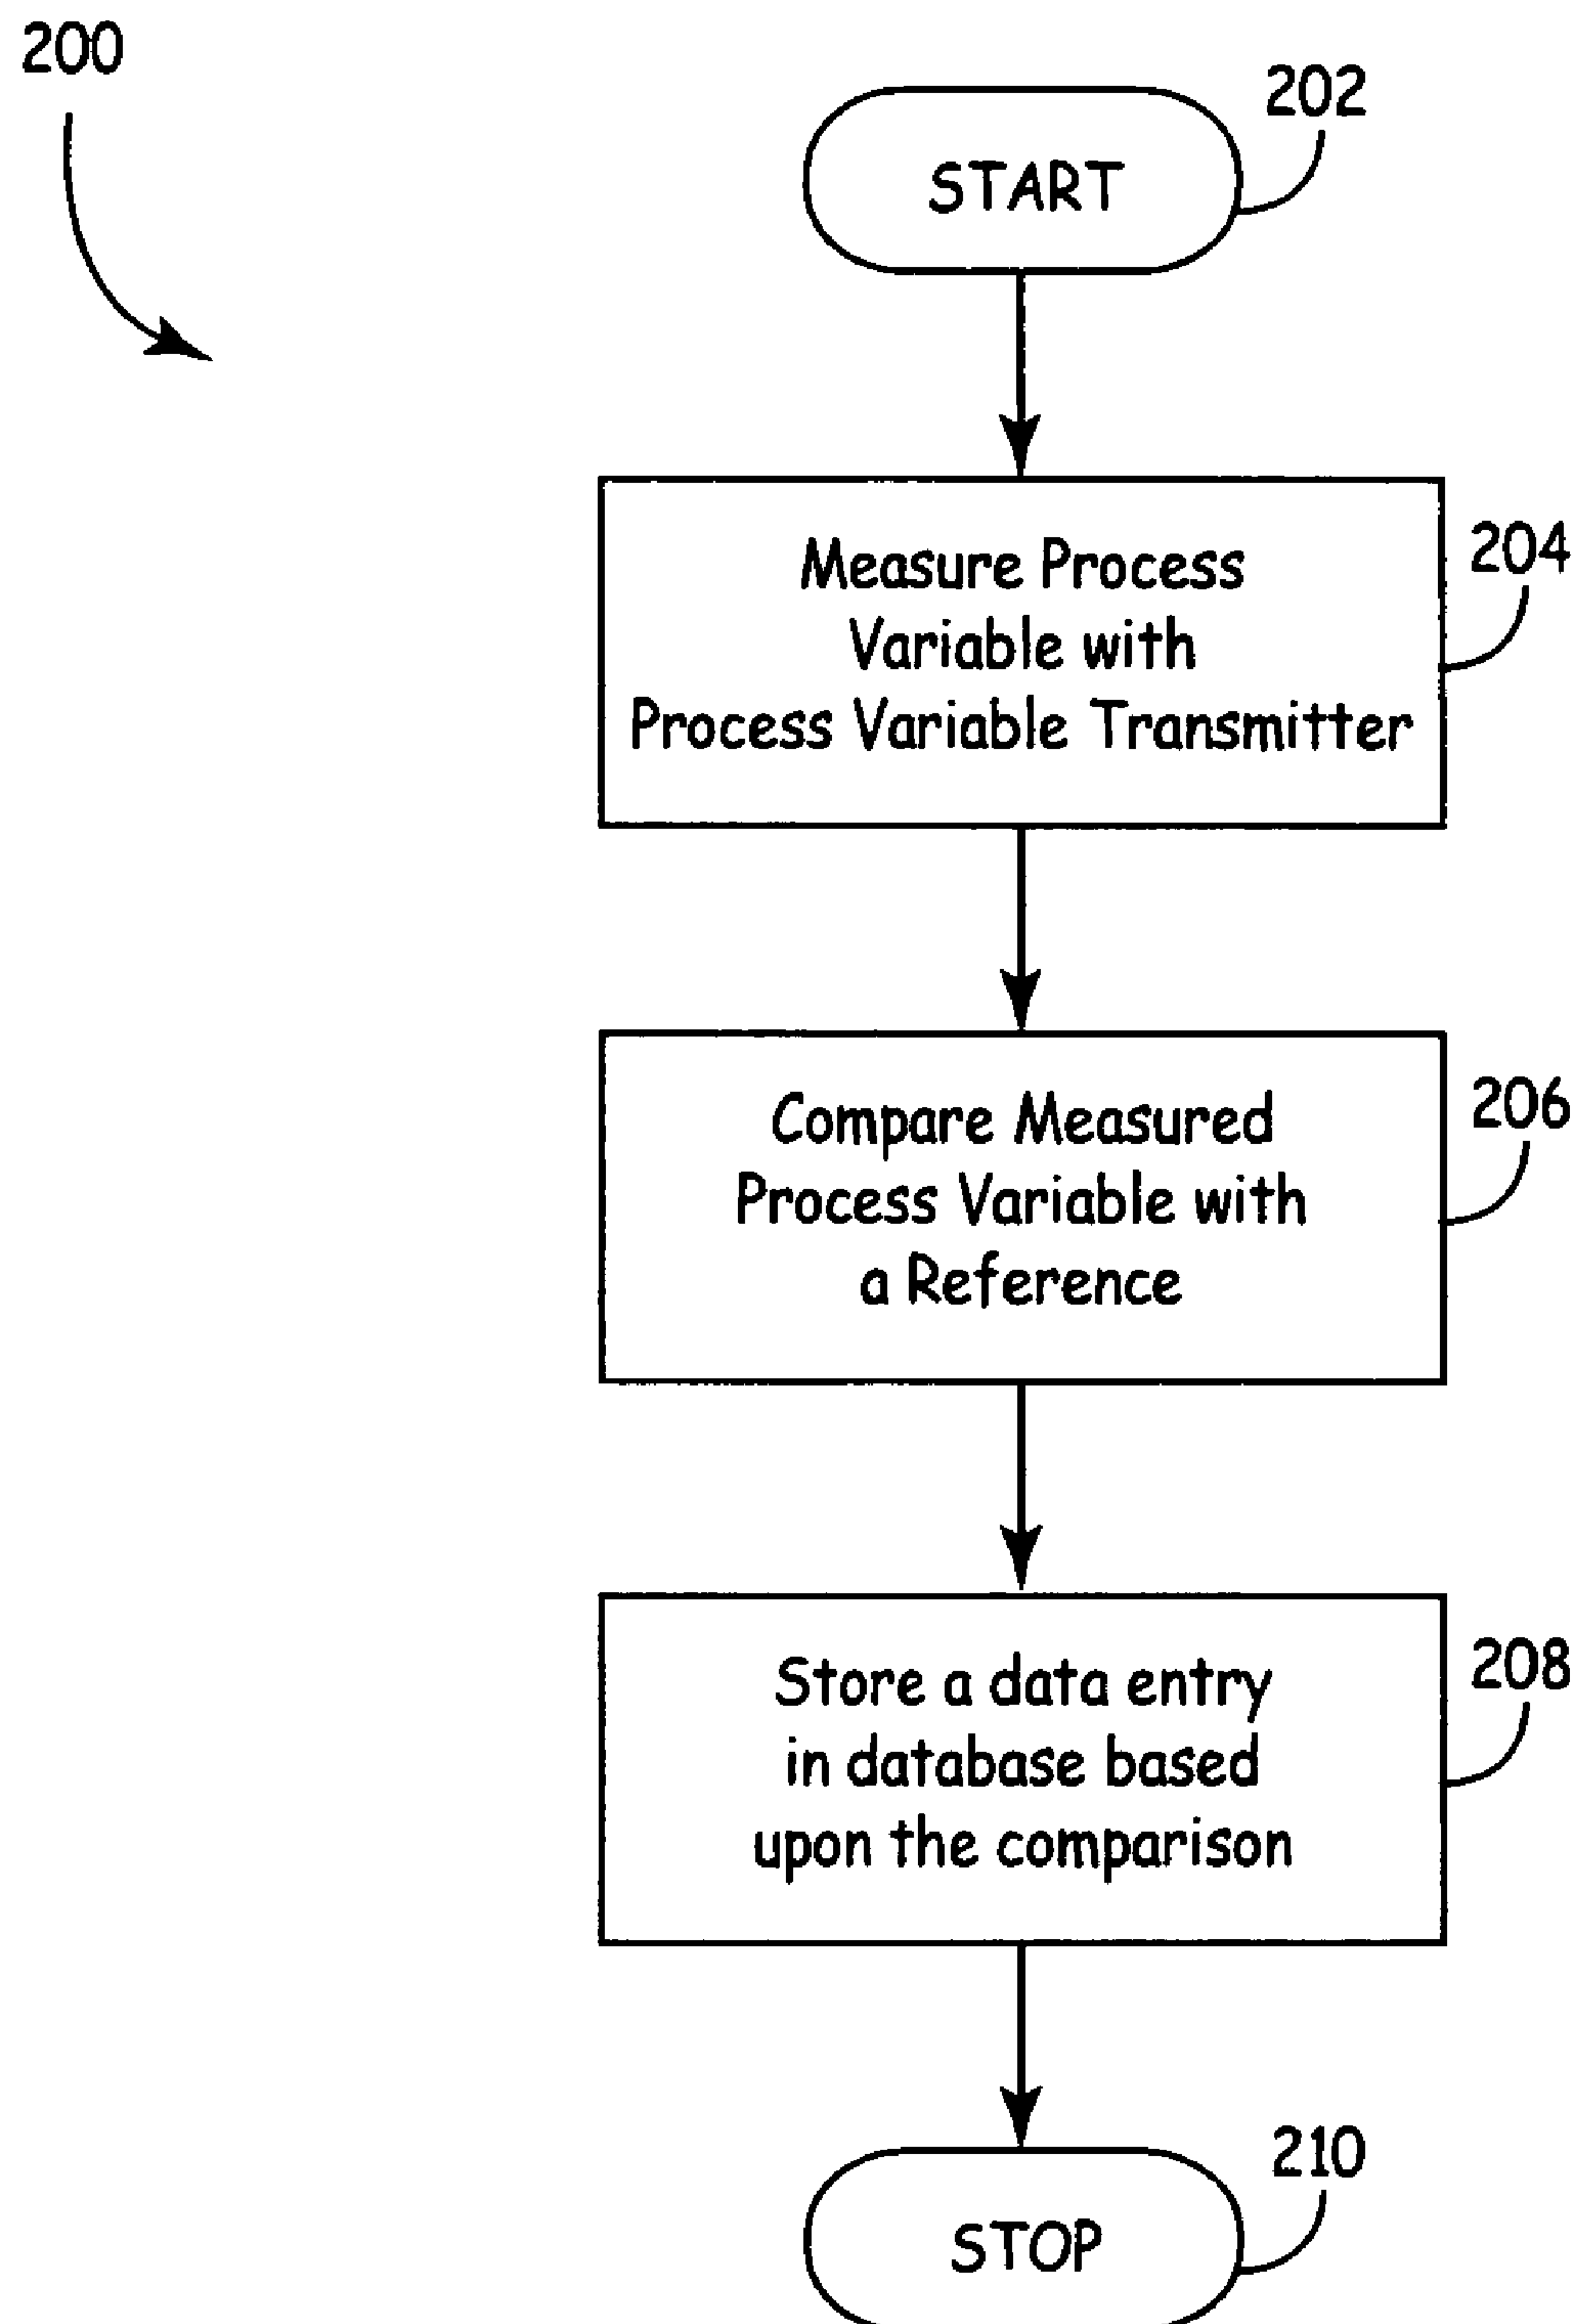 200
202
START
204
Measure Process
Variable with
Process Variable Transmitter
206
Compare Measured
Process Variable with
a Reference
208
Store a data entry
in database based
upon the comparison
210
STOP